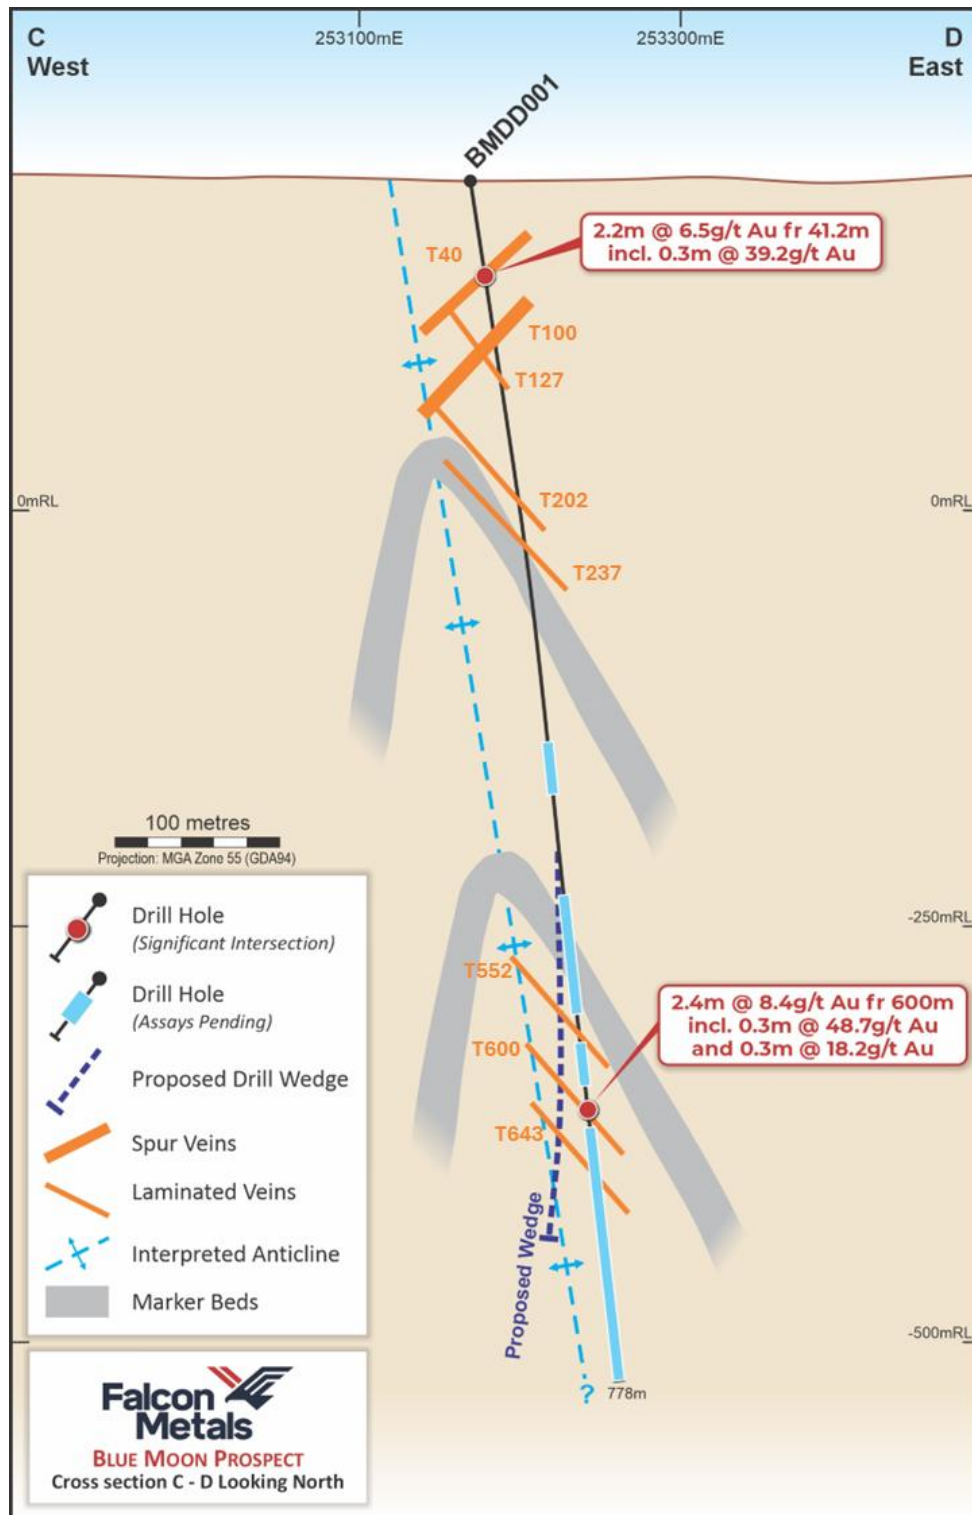 C
West
253100mE
253300mE
D
East
BMDD001
2.2m @ 6.5g/t Au fr 41.2m
incl. 0.3m @ 39.2g/t Au
T40
T100
T127
0mRL
T202
0mRL
T237
100 metres
Projection: MGA Zone 55 (GDA94)
-250mRL
T552
2.4m @ 8.4g/t Au fr 600m
incl. 0.3m @ 48.7g/t Au
and 0.3m @ 18.2g/t Au
T600
T643
Proposed Wedge
-500mRL
?
778m
Drill Hole
(Significant Intersection)
Drill Hole
(Assays Pending)
Proposed Drill Wedge
Spur Veins
Laminated Veins
Interpreted Anticline
Marker Beds
Falcon
Metals
BLUE MOON PROSPECT
Cross section C - D Looking North